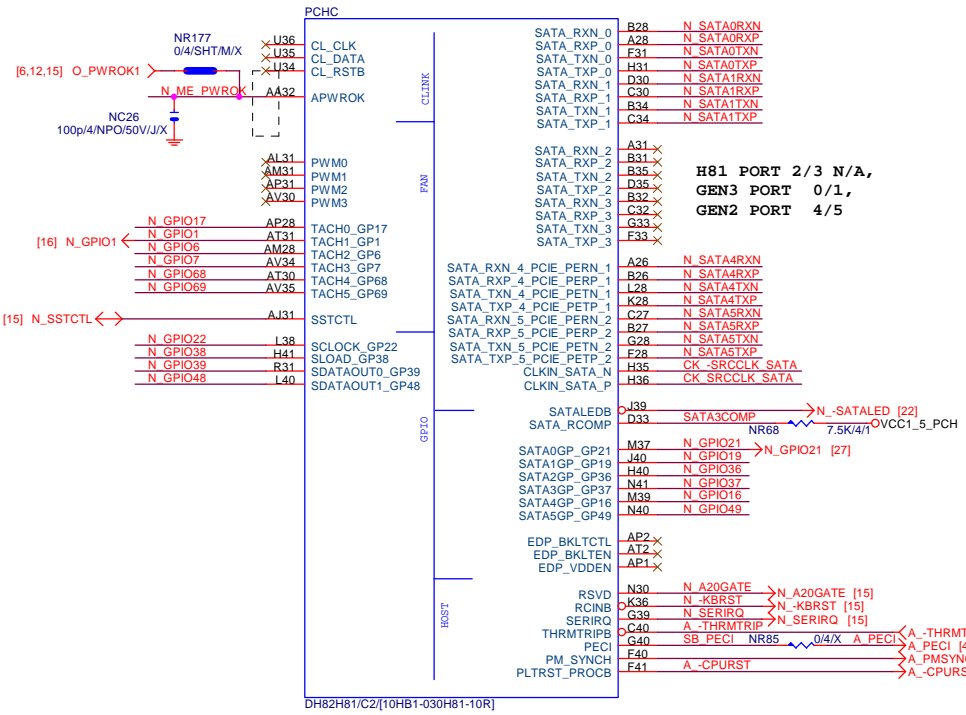 PCHC
NR177
0/4/SHT/M/X
[6,12,15] O_PWROK1
N_ME_PWROK
NC26
100p/4/NPO/50V/J/X
U36 CL_CLK
U35 CL_DATA
U34 CL_RSTB
AA32 APWROK
CLINK
AL31 PWM0
AM31 PWM1
AP31 PWM2
AV30 PWM3
FAN
N_GPIO17 AP28 TACH0_GP17
[16] N_GPIO1 N_GPIO1 AT31 TACH1_GP1
N_GPIO6 AM28 TACH2_GP6
N_GPIO7 AV34 TACH3_GP7
N_GPIO68 AT30 TACH4_GP68
N_GPIO69 AV35 TACH5_GP69
[15] N_SSTCTL AJ31 SSTCTL
N_GPIO22 L38 SCLOCK_GP22
N_GPIO38 H41 SLOAD_GP38
N_GPIO39 R31 SDATAOUT0_GP39
N_GPIO48 L40 SDATAOUT1_GP48
GPIO
HOST
SATA_RXN_0 B28 N_SATA0RXN
SATA_RXP_0 A28 N_SATA0RXP
SATA_TXN_0 F31 N_SATA0TXN
SATA_TXP_0 H31 N_SATA0TXP
SATA_RXN_1 D30 N_SATA1RXN
SATA_RXP_1 C30 N_SATA1RXP
SATA_TXN_1 B34 N_SATA1TXN
SATA_TXP_1 C34 N_SATA1TXP
SATA_RXN_2 A31
SATA_RXP_2 B31
SATA_TXN_2 B35
SATA_TXP_2 D35
SATA_RXN_3 B32
SATA_RXP_3 C32
SATA_TXN_3 G33
SATA_TXP_3 F33
H81 PORT 2/3 N/A,
GEN3 PORT 0/1,
GEN2 PORT 4/5
SATA_RXN_4_PCIE_PERN_1 A26 N_SATA4RXN
SATA_RXP_4_PCIE_PERP_1 B26 N_SATA4RXP
SATA_TXN_4_PCIE_PETN_1 L28 N_SATA4TXN
SATA_TXP_4_PCIE_PETP_1 K28 N_SATA4TXP
SATA_RXN_5_PCIE_PERN_2 C27 N_SATA5RXN
SATA_RXP_5_PCIE_PERP_2 B27 N_SATA5RXP
SATA_TXN_5_PCIE_PETN_2 G28 N_SATA5TXN
SATA_TXP_5_PCIE_PETP_2 F28 N_SATA5TXP
CLKIN_SATA_N H35 CK_-SRCCLK_SATA
CLKIN_SATA_P H36 CK_SRCCLK_SATA
SATALEDB J39 N_-SATALED [22]
SATA_RCOMP D33 SATA3COMP NR68 7.5K/4/1 VCC1_5_PCH
SATA0GP_GP21 M37 N_GPIO21 N_GPIO21 [27]
SATA1GP_GP19 J40 N_GPIO19
SATA2GP_GP36 H40 N_GPIO36
SATA3GP_GP37 N41 N_GPIO37
SATA4GP_GP16 M39 N_GPIO16
SATA5GP_GP49 N40 N_GPIO49
EDP_BKLTCTL AP2
EDP_BKLTEN AT2
EDP_VDDEN AP1
RSVD N30 N_A20GATE N_A20GATE [15]
RCINB K36 N_-KBRST N_-KBRST [15]
SERIRQ G39 N_SERIRQ N_SERIRQ [15]
THRMTRIPB C40 A_-THRMTRIP A_-THRMT
PECI G40 SB_PECI NR85 0/4/X A_PECI A_PECI [4
PM_SYNCH F40 A_PMSYN
PLTRST_PROCB F41 A_-CPURST A_-CPURS
DH82H81/C2/[10HB1-030H81-10R]